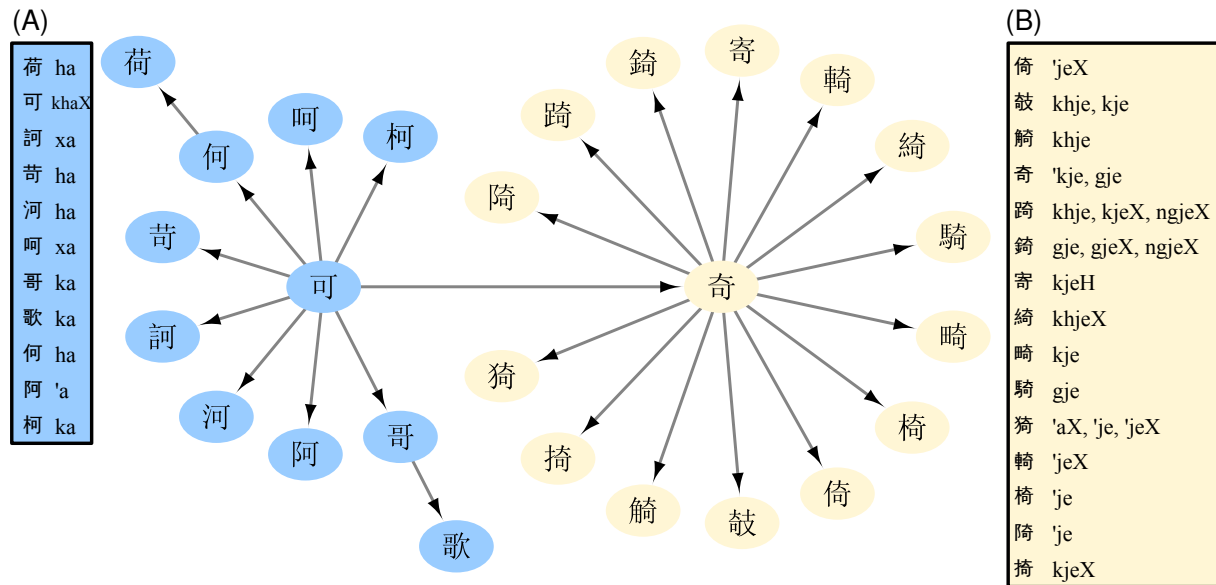 (A)
荷 ha
可 khaX
訶 xa
苛 ha
河 ha
呵 xa
哥 ka
歌 ka
何 ha
阿 'a
柯 ka
荷
何
呵
柯
苛
可
訶
河
阿
哥
歌
錡
寄
輢
踦
綺
陭
騎
奇
畸
猗
椅
掎
觭
攲
倚
(B)
倚 'jeX
攲 khje, kje
觭 khje
奇 'kje, gje
踦 khje, kjeX, ngjeX
錡 gje, gjeX, ngjeX
寄 kjeH
綺 khjeX
畸 kje
騎 gje
猗 'aX, 'je, 'jeX
輢 'jeX
椅 'je
陭 'je
掎 kjeX